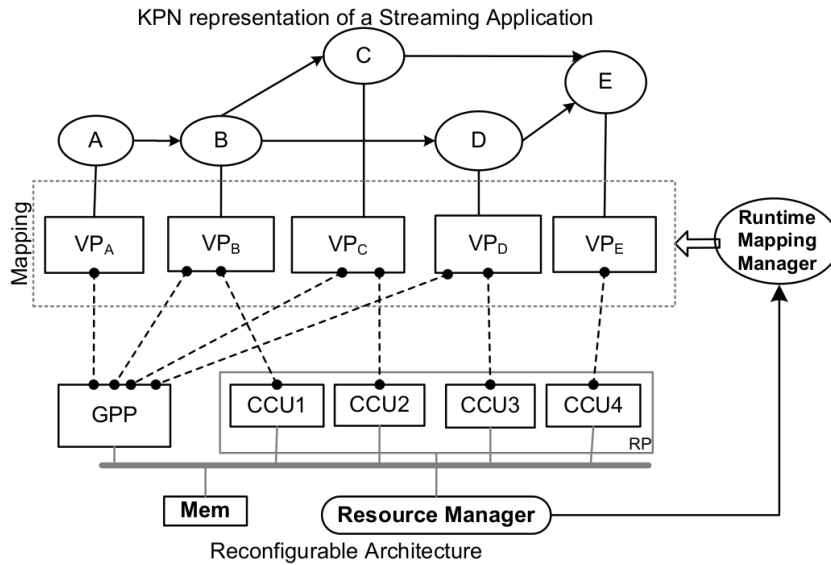 KPN representation of a Streaming Application
C
E
A
B
D
Mapping
VPA
VPB
VPC
VPD
VPE
Runtime
Mapping
Manager
GPP
CCU1
CCU2
CCU3
CCU4
RP
Mem
Resource Manager
Reconfigurable Architecture